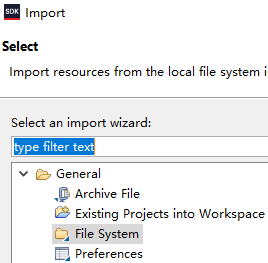 SDK
Import
Select
Import resources from the local file system i
Select an import wizard:
type filter text
General
Archive File
Existing Projects into Workspace
File System
Preferences